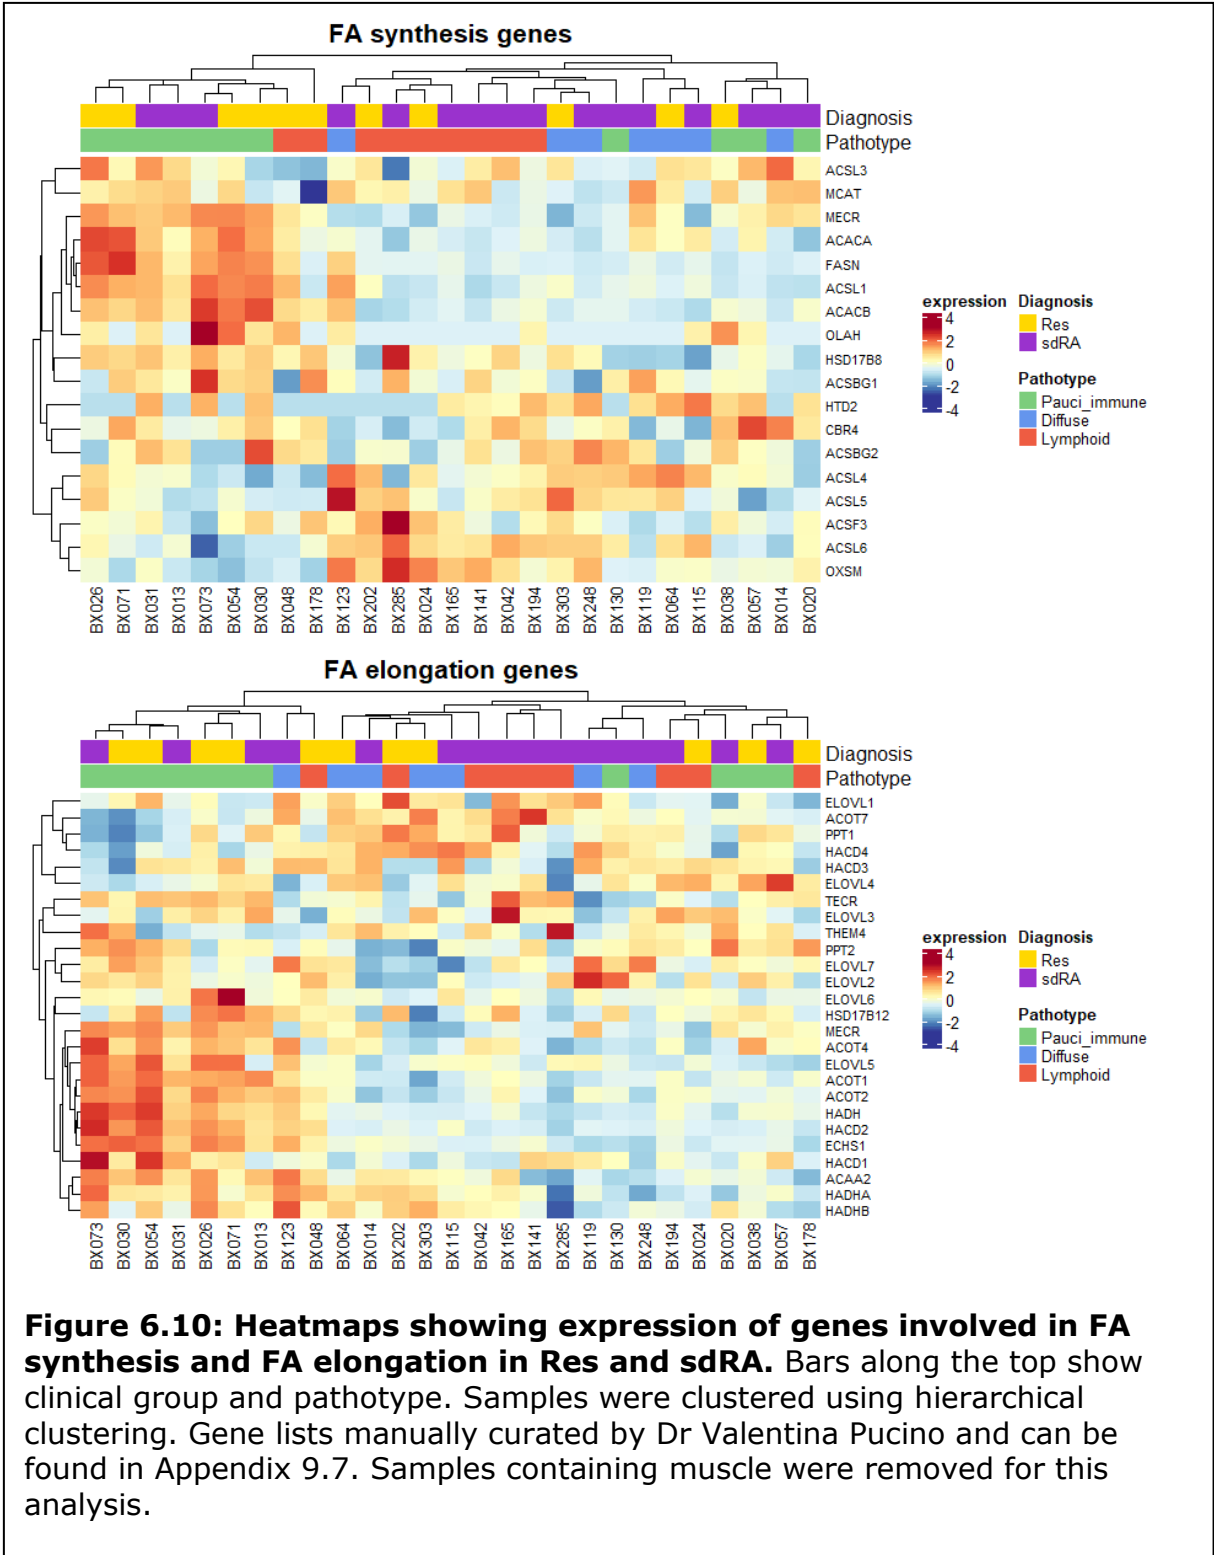 FA synthesis genes
Diagnosis
Pathotype
ACSL3
MCAT
MECR
ACACA
FASN
ACSL1
ACACB
OLAH
HSD17B8
ACSBG1
HTD2
CBR4
ACSBG2
ACSL4
ACSL5
ACSF3
ACSL6
OXSM
BX026 BX071 BX031 BX013 BX073 BX054 BX030 BX048 BX178 BX123 BX202 BX285 BX024 BX165 BX141 BX042 BX194 BX303 BX248 BX130 BX119 BX064 BX115 BX038 BX057 BX014 BX020
expression
4
2
0
-2
-4
Diagnosis
Res
sdRA
Pathotype
Pauci_immune
Diffuse
Lymphoid
FA elongation genes
Diagnosis
Pathotype
ELOVL1
ACOT7
PPT1
HACD4
HACD3
ELOVL4
TECR
ELOVL3
THEM4
PPT2
ELOVL7
ELOVL2
ELOVL6
HSD17B12
MECR
ACOT4
ELOVL5
ACOT1
ACOT2
HADH
HACD2
ECHS1
HACD1
ACAA2
HADHA
HADHB
BX073 BX030 BX054 BX031 BX026 BX071 BX013 BX123 BX048 BX064 BX014 BX202 BX303 BX115 BX042 BX165 BX141 BX285 BX119 BX130 BX248 BX194 BX024 BX020 BX038 BX057 BX178
expression
4
2
0
-2
-4
Diagnosis
Res
sdRA
Pathotype
Pauci_immune
Diffuse
Lymphoid
Figure 6.10: Heatmaps showing expression of genes involved in FA
synthesis and FA elongation in Res and sdRA. Bars along the top show
clinical group and pathotype. Samples were clustered using hierarchical
clustering. Gene lists manually curated by Dr Valentina Pucino and can be
found in Appendix 9.7. Samples containing muscle were removed for this
analysis.